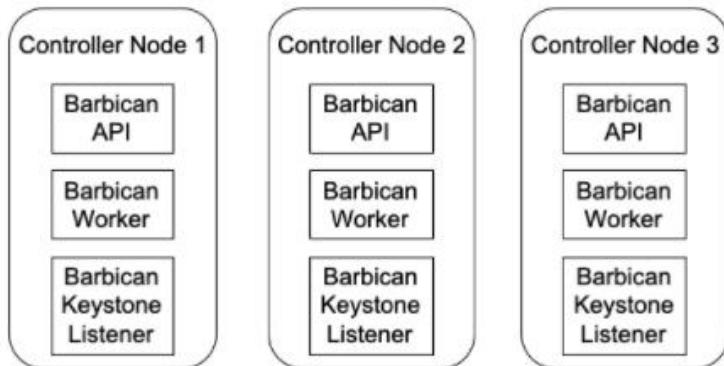 Controller Node 1
Barbican
API
Barbican
Worker
Barbican
Keystone
Listener
Controller Node 2
Barbican
API
Barbican
Worker
Barbican
Keystone
Listener
Controller Node 3
Barbican
API
Barbican
Worker
Barbican
Keystone
Listener